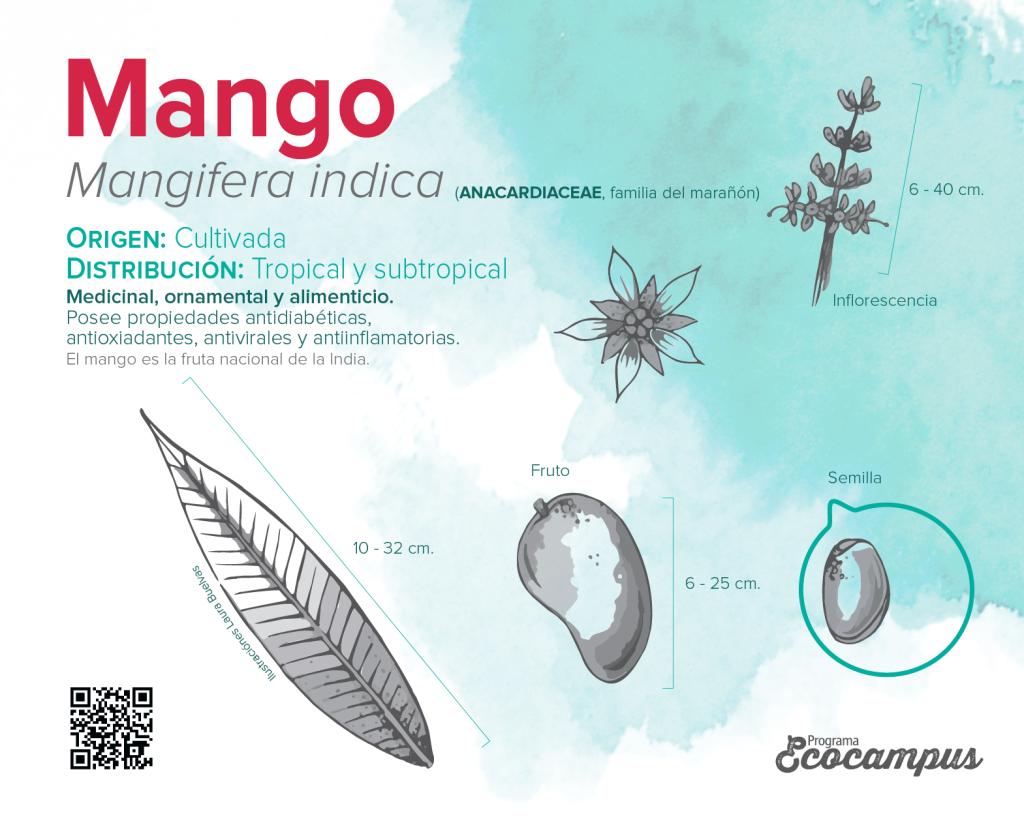 Mango
Mangifera indica (ANACARDIACEAE, familia del marañón)
ORIGEN: Cultivada
DISTRIBUCIÓN: Tropical y subtropical
Medicinal, ornamental y alimenticio.
Posee propiedades antidiabéticas,
antioxiadantes, antivirales y antiinflamatorias.
El mango es la fruta nacional de la India.
6 - 40 cm.
Inflorescencia
Fruto
Semilla
10 - 32 cm.
6 - 25 cm.
Ilustraciónes Laura Buelvas
Programa
Ecocampus